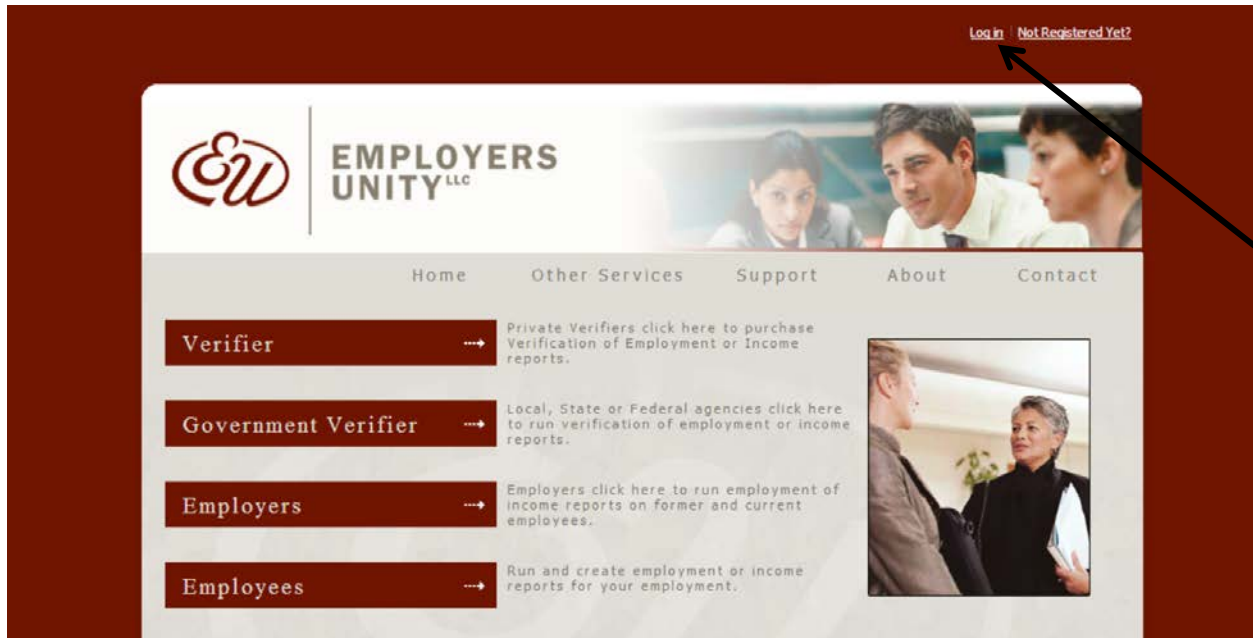 Log in | Not Registered Yet?
EU
EMPLOYERS
UNITY LLC
Home Other Services Support About Contact
Verifier
Private Verifiers click here to purchase
Verification of Employment or Income
reports.
Government Verifier
Local, State or Federal agencies click here
to run verification of employment or income
reports.
Employers
Employers click here to run employment of
income reports on former and current
employees.
Employees
Run and create employment or income
reports for your employment.